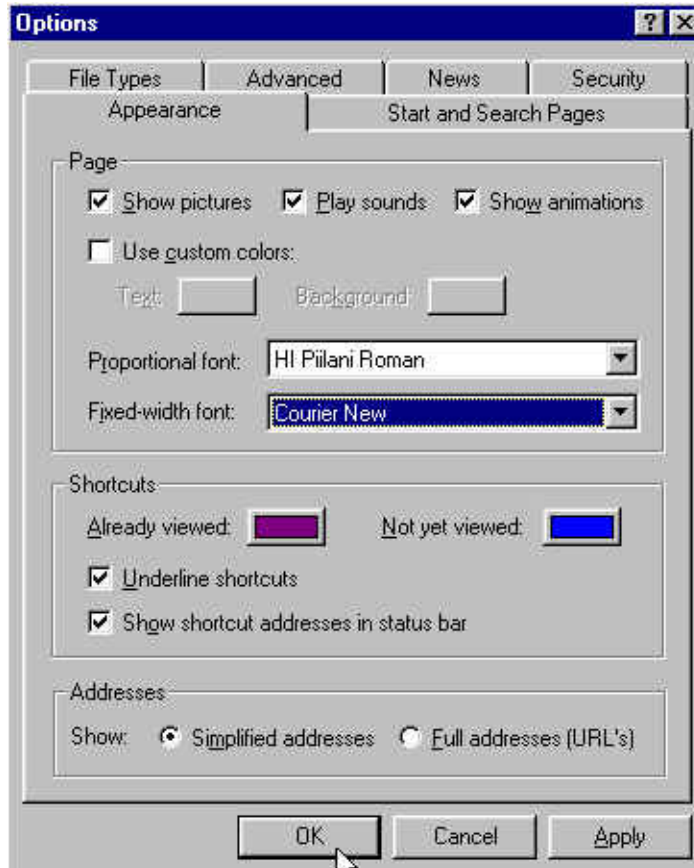 Options
File Types Advanced News Security
Appearance Start and Search Pages
Page
Show pictures Play sounds Show animations
Use custom colors:
Text: Background:
Proportional font: HI Piilani Roman
Fixed-width font: Courier New
Shortcuts
Already viewed: Not yet viewed:
Underline shortcuts
Show shortcut addresses in status bar
Addresses
Show: Simplified addresses Full addresses (URL's)
OK Cancel Apply